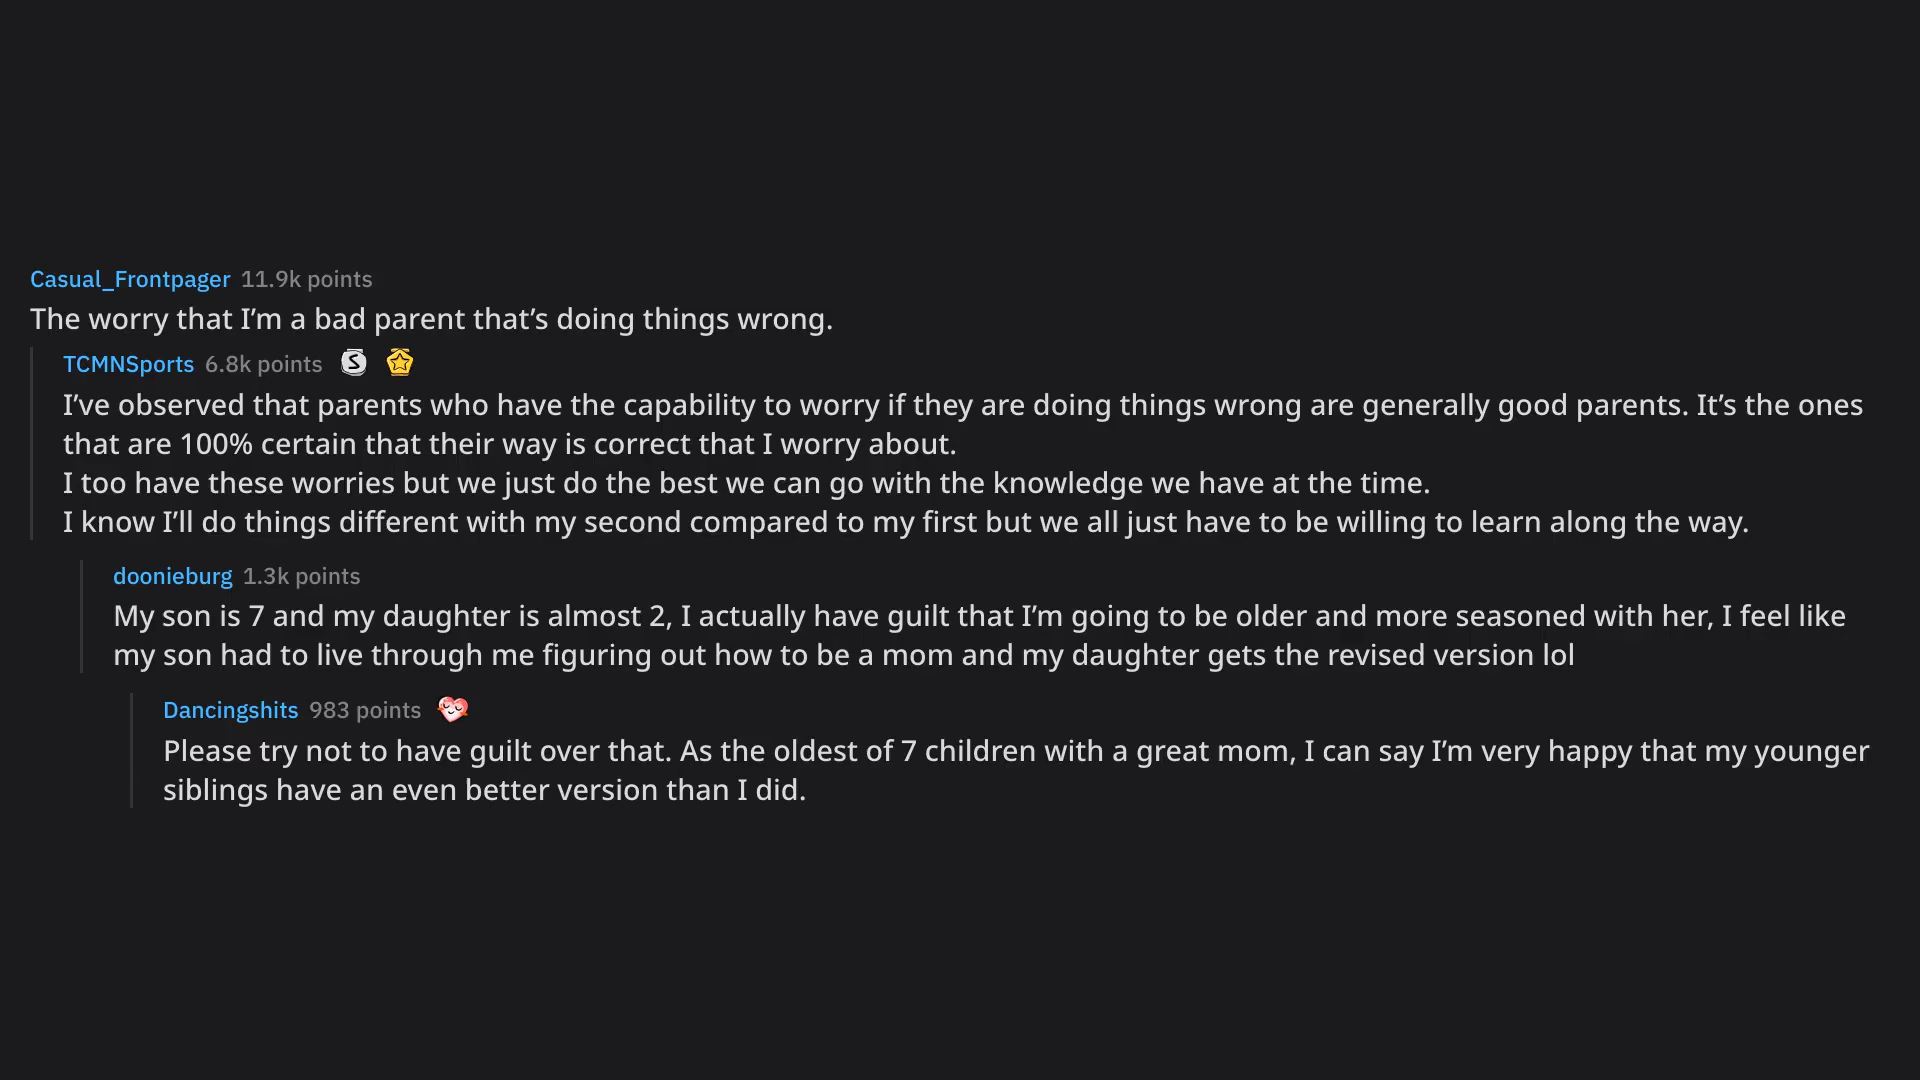 Casual_Frontpager 11.9k points
The worry that I’m a bad parent that’s doing things wrong.
TCMNSports 6.8k points S
I’ve observed that parents who have the capability to worry if they are doing things wrong are generally good parents. It’s the ones
that are 100% certain that their way is correct that I worry about.
I too have these worries but we just do the best we can go with the knowledge we have at the time.
I know I’ll do things different with my second compared to my first but we all just have to be willing to learn along the way.
doonieburg 1.3k points
My son is 7 and my daughter is almost 2, I actually have guilt that I’m going to be older and more seasoned with her, I feel like
my son had to live through me figuring out how to be a mom and my daughter gets the revised version lol
Dancingshits 983 points
Please try not to have guilt over that. As the oldest of 7 children with a great mom, I can say I’m very happy that my younger
siblings have an even better version than I did.